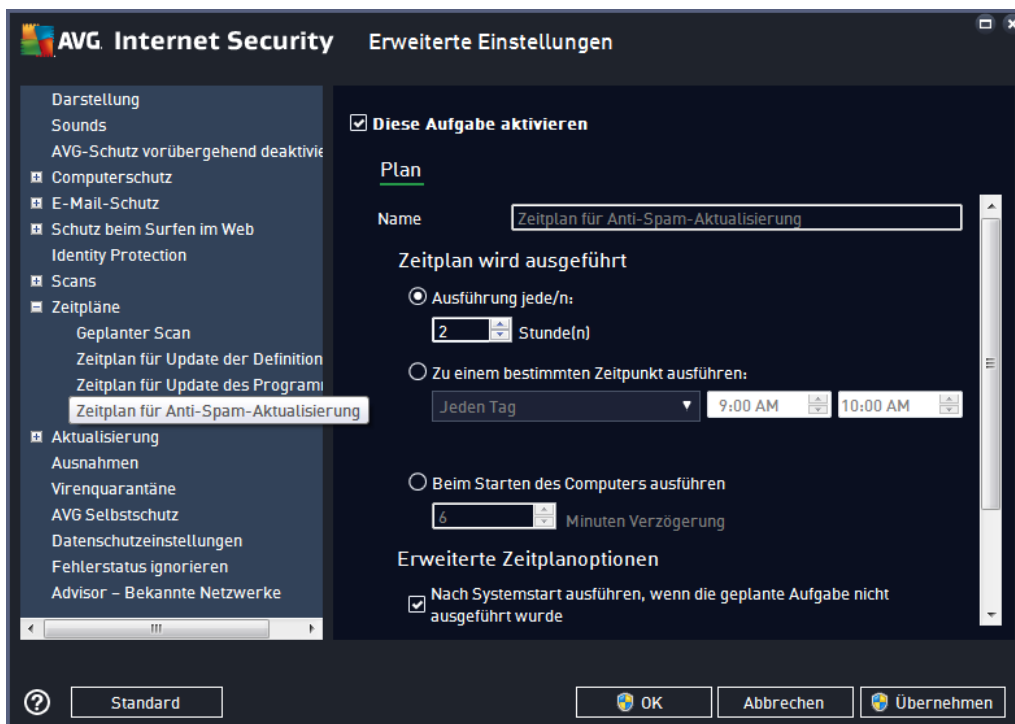 AVG Internet Security Erweiterte Einstellungen
Darstellung
Sounds
AVG-Schutz vorübergehend deaktivie
Computerschutz
E-Mail-Schutz
Schutz beim Surfen im Web
Identity Protection
Scans
Zeitpläne
Geplanter Scan
Zeitplan für Update der Definition
Zeitplan für Update des Programm
Zeitplan für Anti-Spam-Aktualisierung
Aktualisierung
Ausnahmen
Virenquarantäne
AVG Selbstschutz
Datenschutzeinstellungen
Fehlerstatus ignorieren
Advisor – Bekannte Netzwerke
Diese Aufgabe aktivieren
Plan
Name Zeitplan für Anti-Spam-Aktualisierung
Zeitplan wird ausgeführt
Ausführung jede/n:
2 Stunde(n)
Zu einem bestimmten Zeitpunkt ausführen:
Jeden Tag 9:00 AM 10:00 AM
Beim Starten des Computers ausführen
6 Minuten Verzögerung
Erweiterte Zeitplanoptionen
Nach Systemstart ausführen, wenn die geplante Aufgabe nicht
ausgeführt wurde
? Standard OK Abbrechen Übernehmen